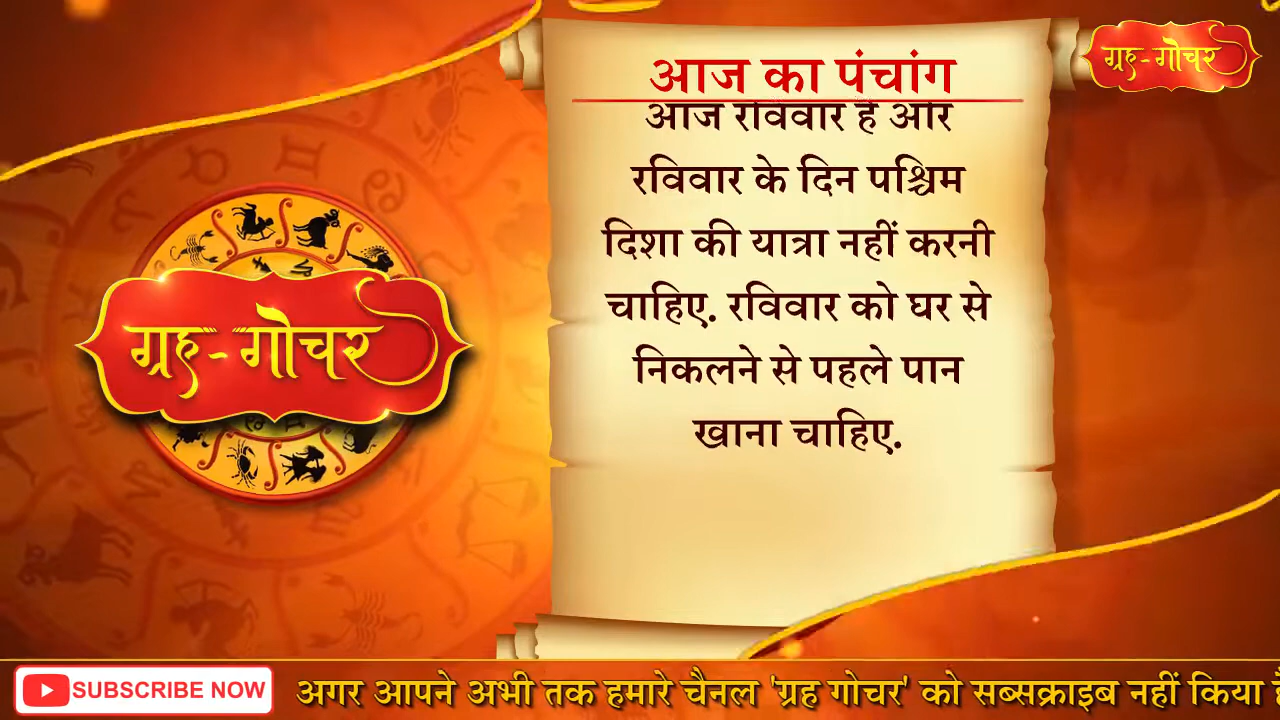 आज का पंचांग
ग्रह-गोचर
आज रविवार है और
रविवार के दिन पश्चिम
दिशा की यात्रा नहीं करनी
चाहिए. रविवार को घर से
निकलने से पहले पान
खाना चाहिए.
ग्रह-गोचर
SUBSCRIBE NOW
अगर आपने अभी तक हमारे चैनल 'ग्रह गोचर' को सब्सक्राइब नहीं किया है